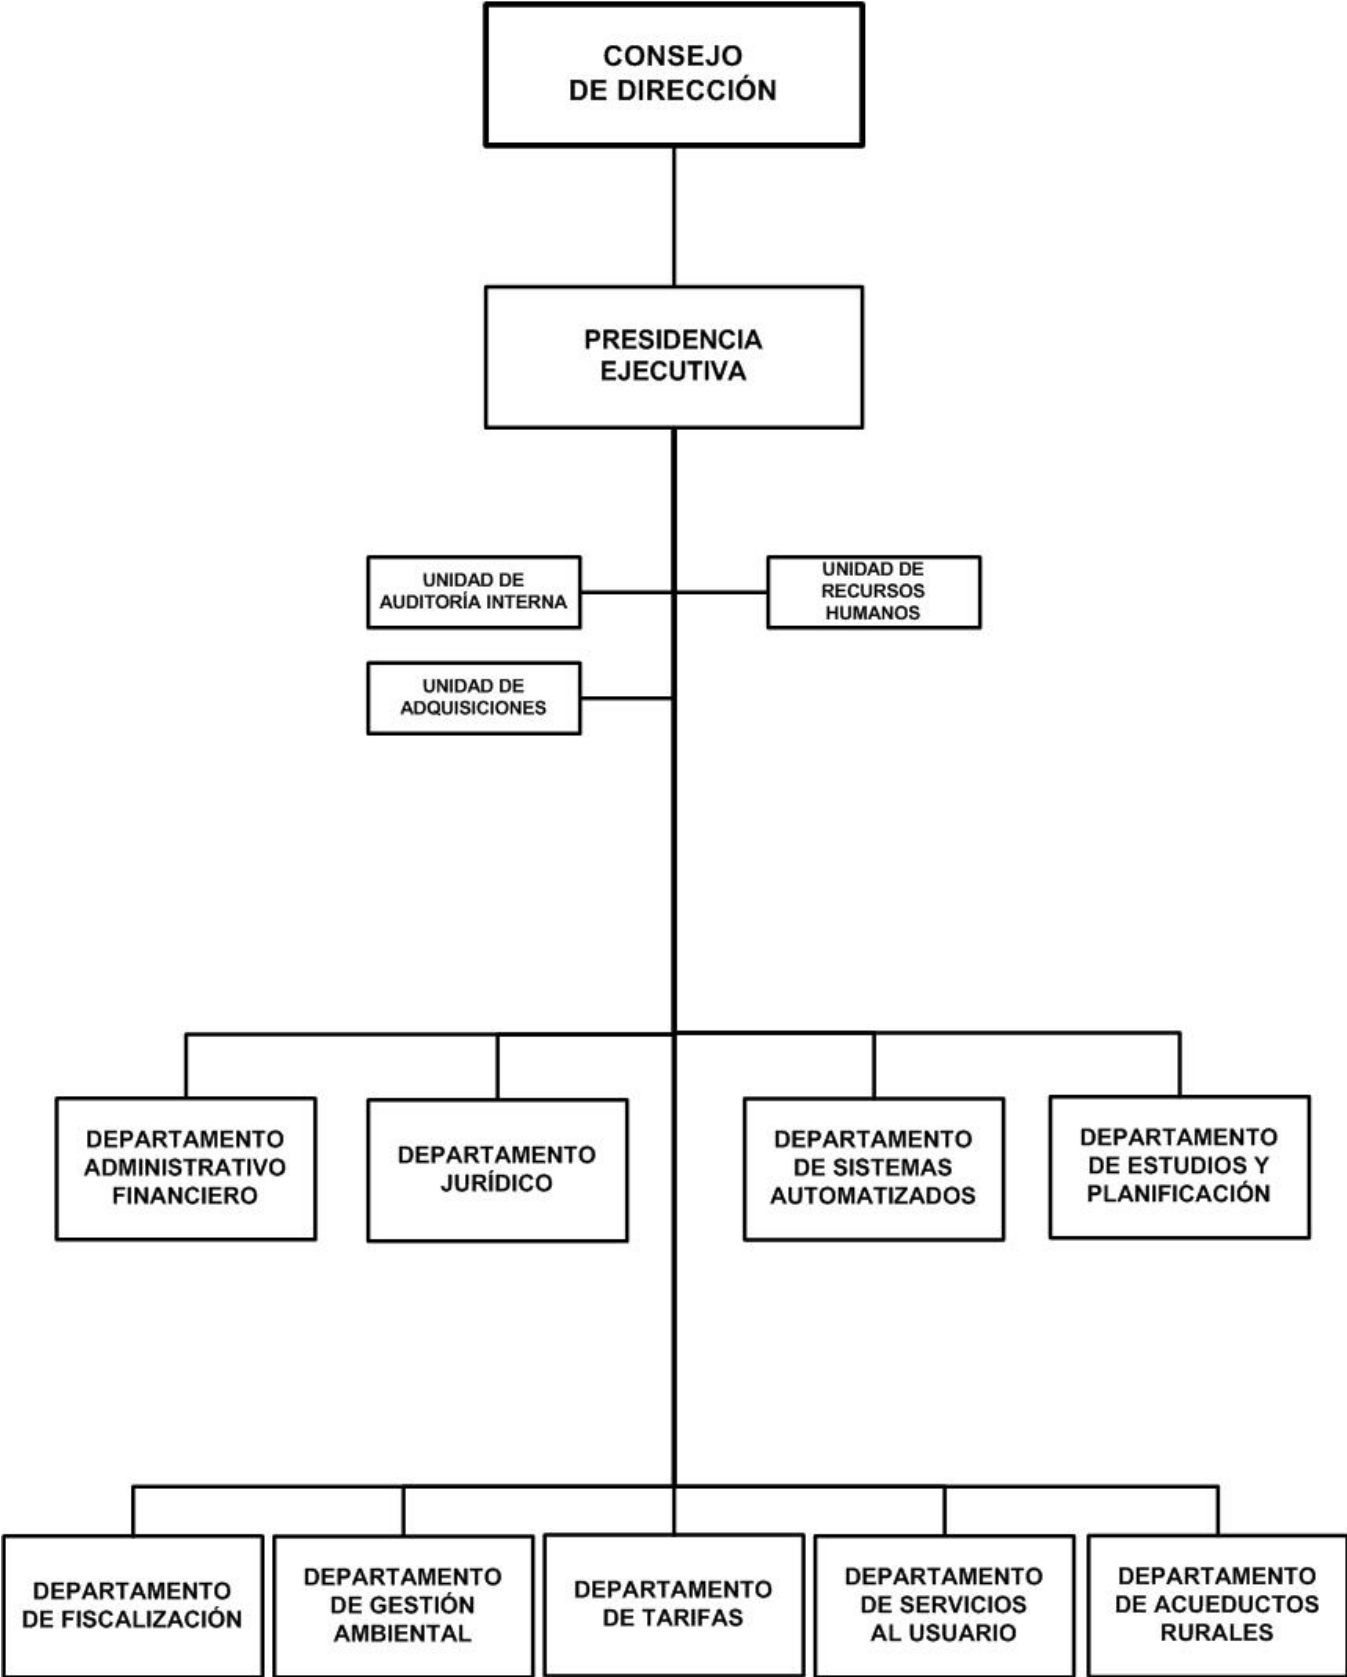 CONSEJO
DE DIRECCIÓN
PRESIDENCIA
EJECUTIVA
UNIDAD DE
AUDITORÍA INTERNA
UNIDAD DE
RECURSOS
HUMANOS
UNIDAD DE
ADQUISICIONES
DEPARTAMENTO
ADMINISTRATIVO
FINANCIERO
DEPARTAMENTO
JURÍDICO
DEPARTAMENTO
DE SISTEMAS
AUTOMATIZADOS
DEPARTAMENTO
DE ESTUDIOS Y
PLANIFICACIÓN
DEPARTAMENTO
DE FISCALIZACIÓN
DEPARTAMENTO
DE GESTIÓN
AMBIENTAL
DEPARTAMENTO
DE TARIFAS
DEPARTAMENTO
DE SERVICIOS
AL USUARIO
DEPARTAMENTO
DE ACUEDUCTOS
RURALES